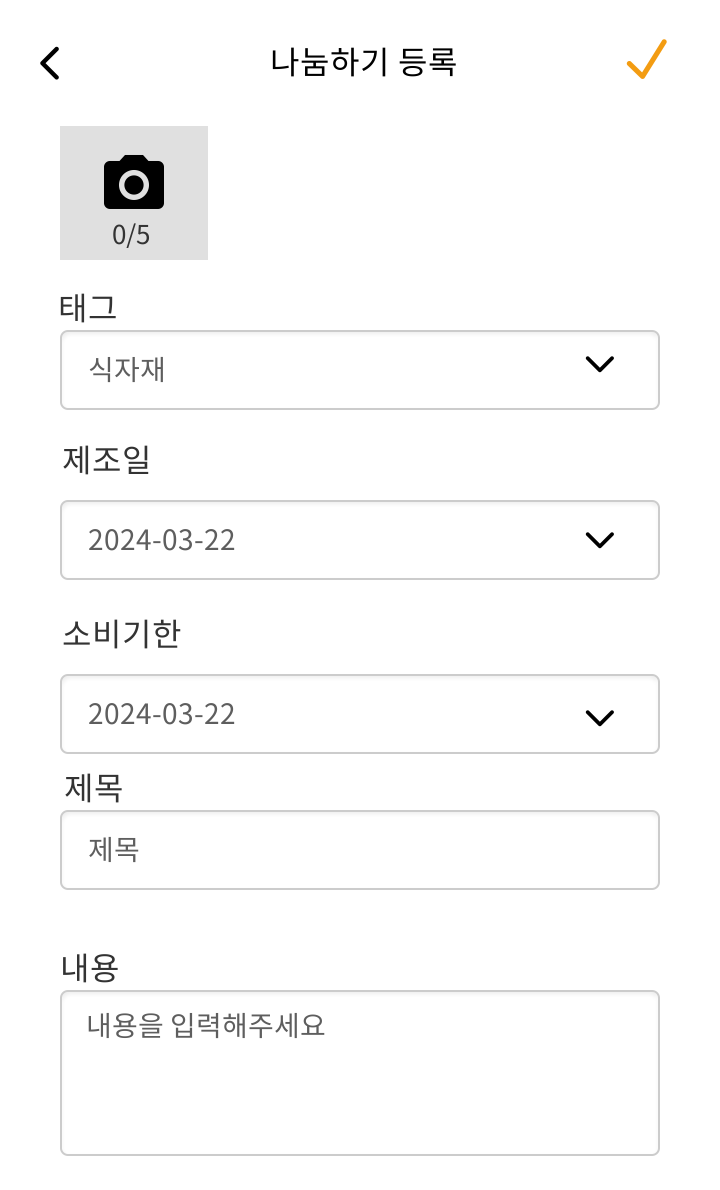 나눔하기 등록
0/5
태그
식자재
제조일
2024-03-22
소비기한
2024-03-22
제목
제목
내용
내용을 입력해주세요